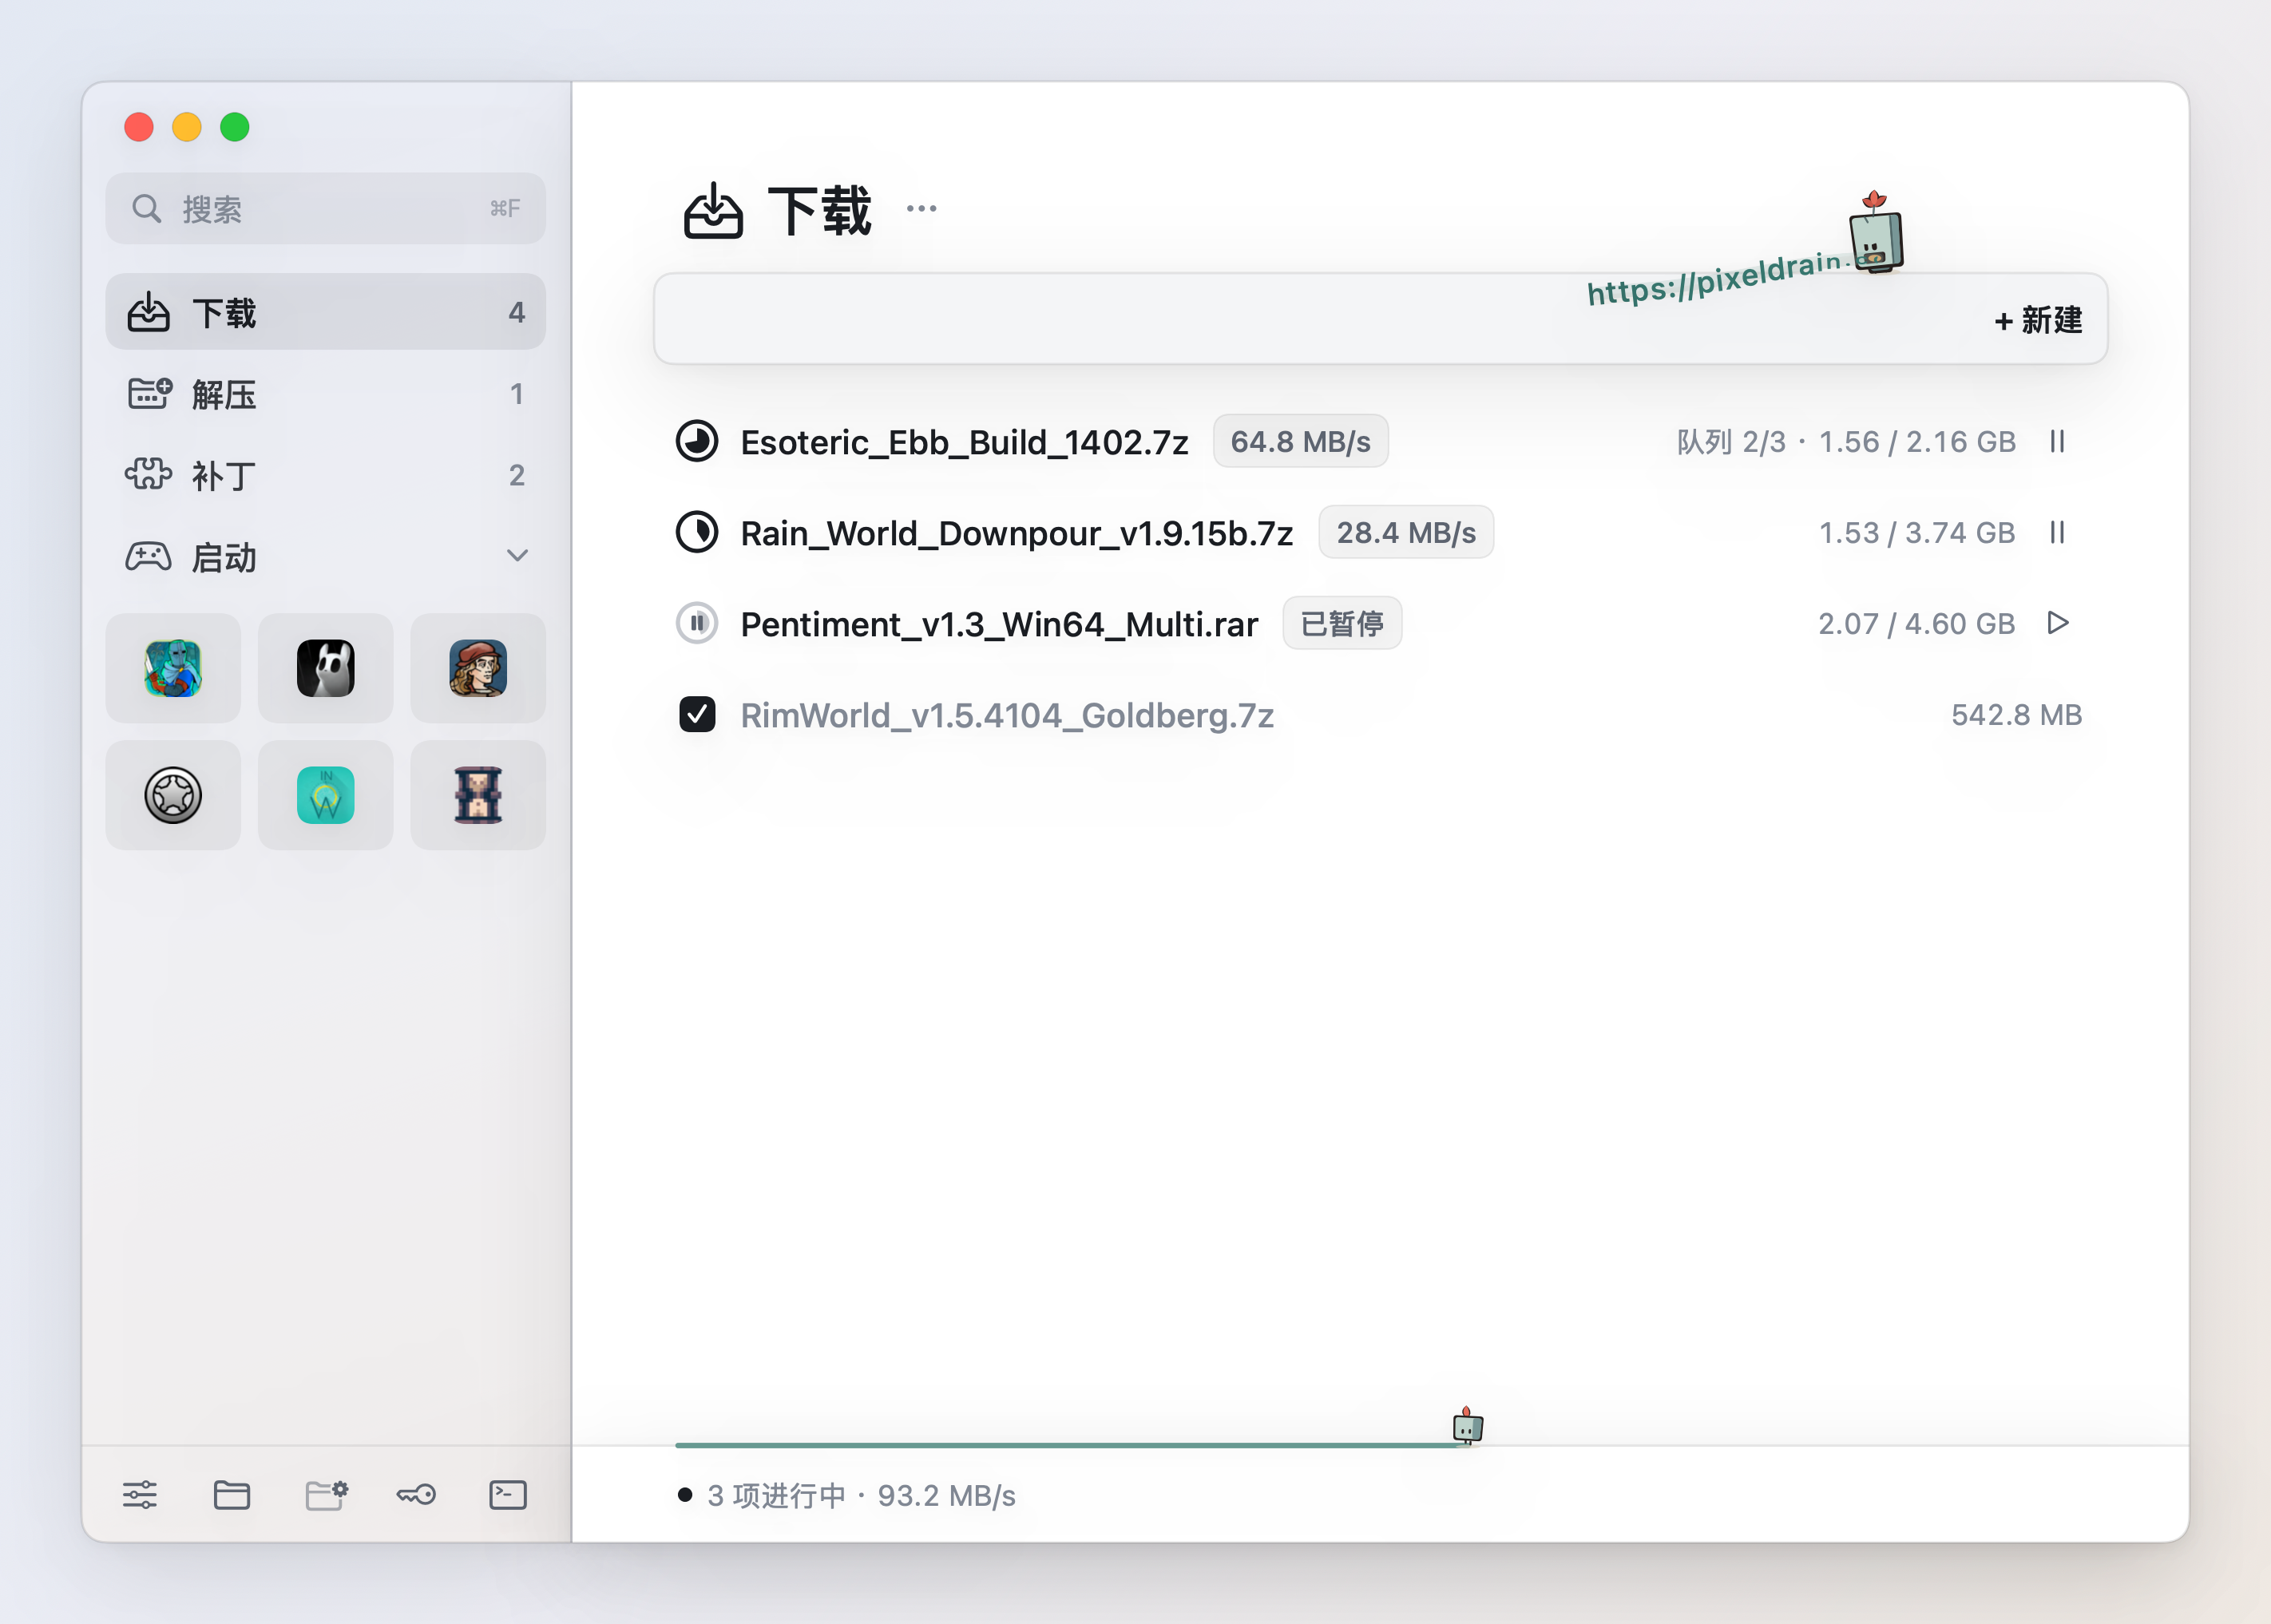 搜索 ⌘F
下载 4
解压 1
补丁 2
启动
IN
W
下载 ···
https://pixeldrain.
+ 新建
Esoteric_Ebb_Build_1402.7z 64.8 MB/s 队列 2/3 · 1.56 / 2.16 GB
Rain_World_Downpour_v1.9.15b.7z 28.4 MB/s 1.53 / 3.74 GB
Pentiment_v1.3_Win64_Multi.rar 已暂停 2.07 / 4.60 GB
RimWorld_v1.5.4104_Goldberg.7z 542.8 MB
3 项进行中 · 93.2 MB/s